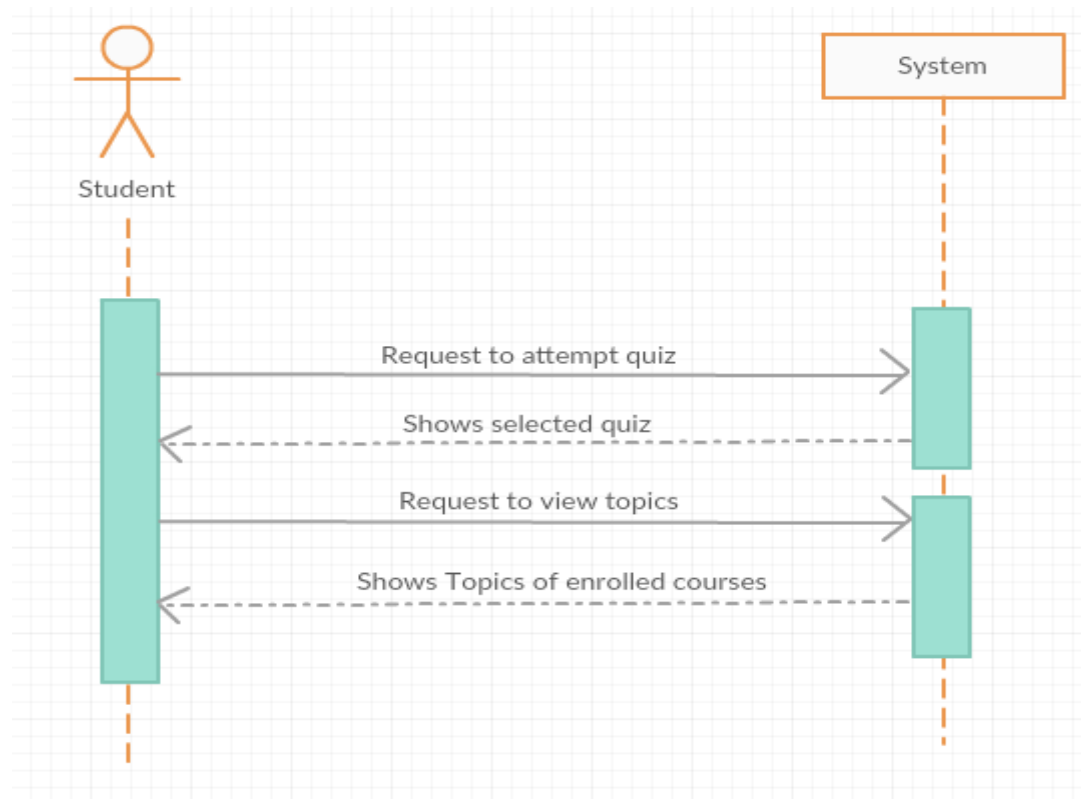 System
Student
Request to attempt quiz
Shows selected quiz
Request to view topics
Shows Topics of enrolled courses